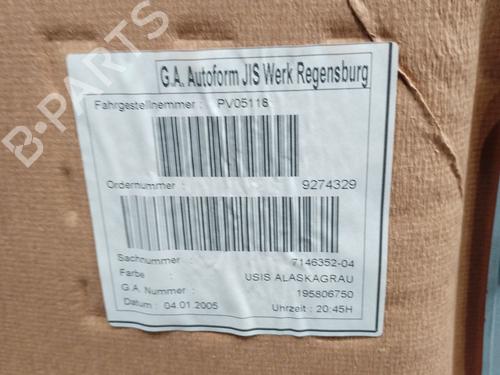 G.A. Autoform JIS Werk Regensburg
Fahrgestellnemmer : PV05118
Ordernummer : 9274329
Sachnummer : 7146352-04
Farbe : USIS ALASKAGRAU
G.A. Nummer : 195806750
Datum : 04.01.2005 Uhrzeit : 20:45H
B-PARTS